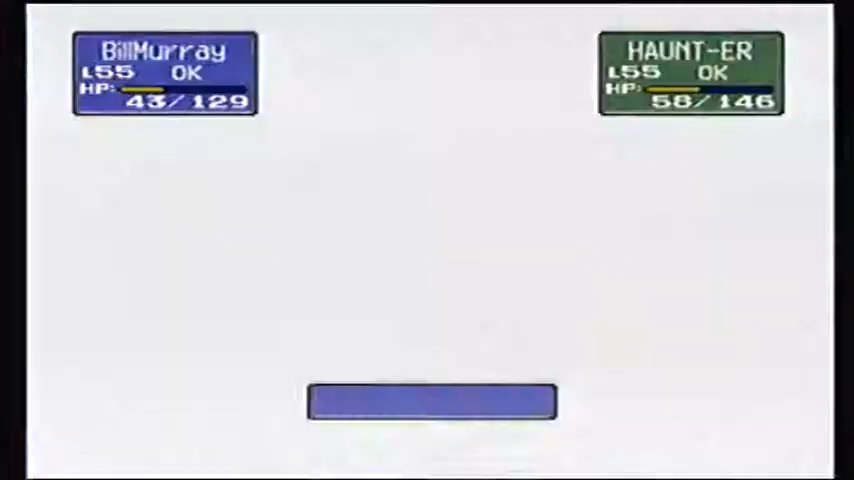 BillMurray
L55 OK
HP:
43/129
HAUNT-ER
L55 OK
HP:
58/146